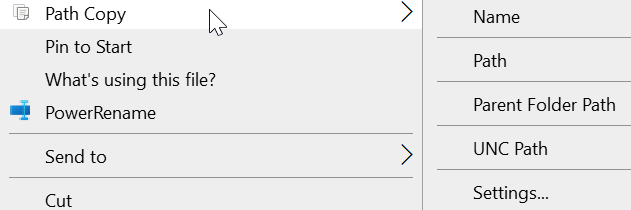 Path Copy
Pin to Start
What's using this file?
PowerRename
Send to
Cut
Name
Path
Parent Folder Path
UNC Path
Settings...